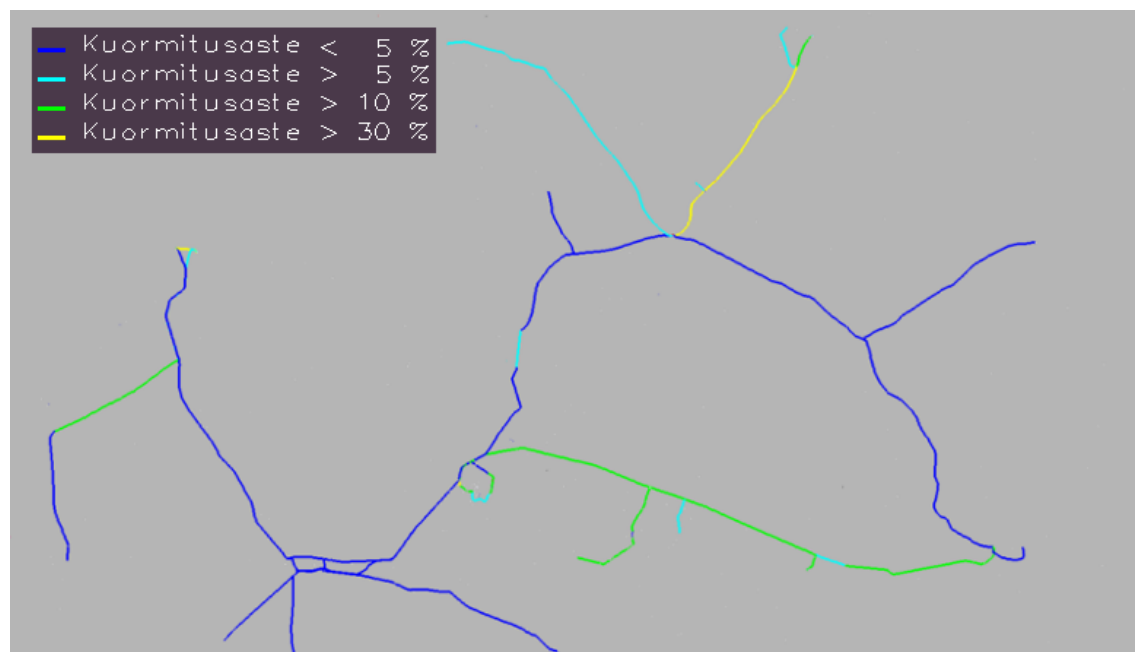 Kuormitusaste < 5 %
Kuormitusaste > 5 %
Kuormitusaste > 10 %
Kuormitusaste > 30 %